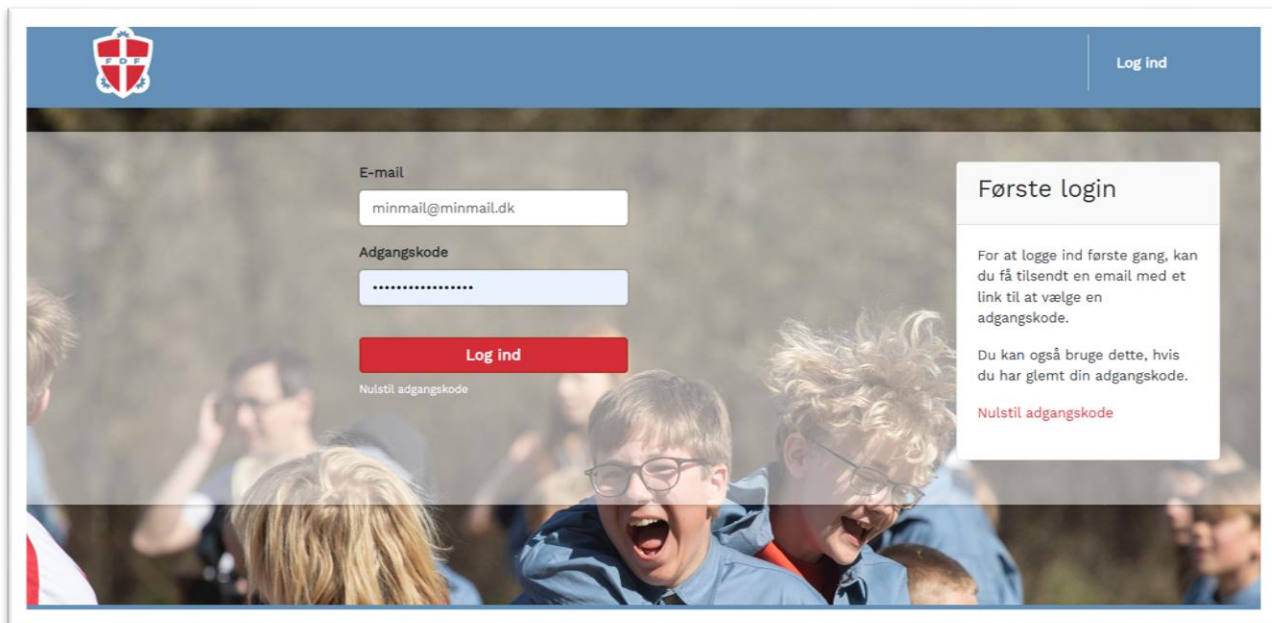 FDF
Log ind
E-mail
minmail@minmail.dk
Adgangskode
•••••••••••••••••
Log ind
Nulstil adgangskode
Første login
For at logge ind første gang, kan
du få tilsendt en email med et
link til at vælge en
adgangskode.
Du kan også bruge dette, hvis
du har glemt din adgangskode.
Nulstil adgangskode